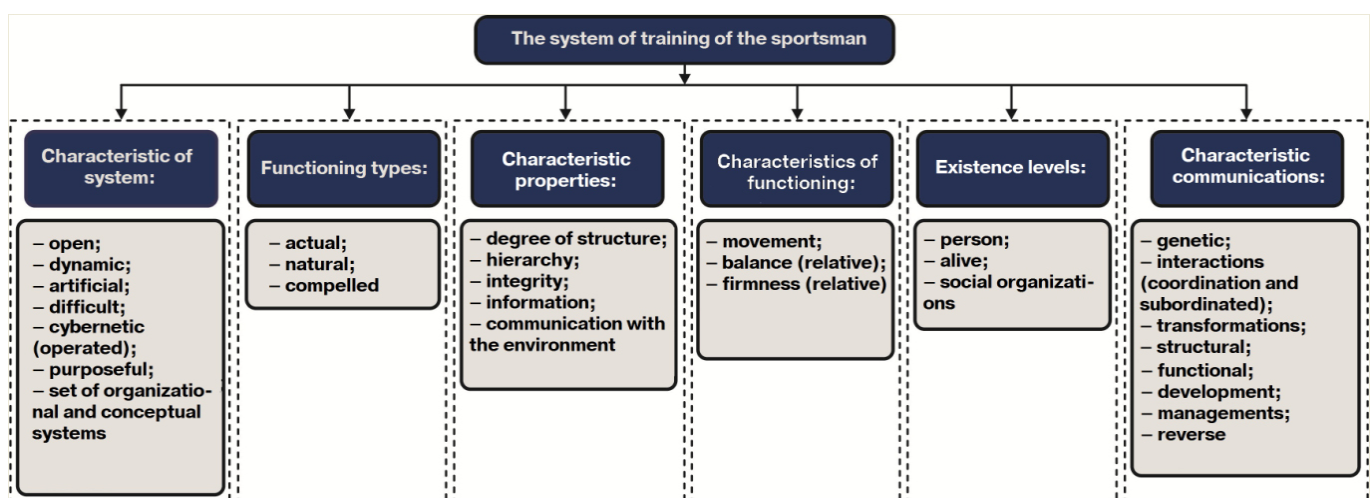 The system of training of the sportsman
Characteristic of
system:
– open;
– dynamic;
– artificial;
– difficult;
– cybernetic
(operated);
– purposeful;
– set of organizatio-
nal and conceptual
systems
Functioning types:
– actual;
– natural;
– compelled
Characteristic
properties:
– degree of structure;
– hierarchy;
– integrity;
– information;
– communication with
the environment
Characteristics of
functioning:
– movement;
– balance (relative);
– firmness (relative)
Existence levels:
– person;
– alive;
– social organizati-
ons
Characteristic
communications:
– genetic;
– interactions
(coordination and
subordinated);
– transformations;
– structural;
– functional;
– development;
– managements;
– reverse